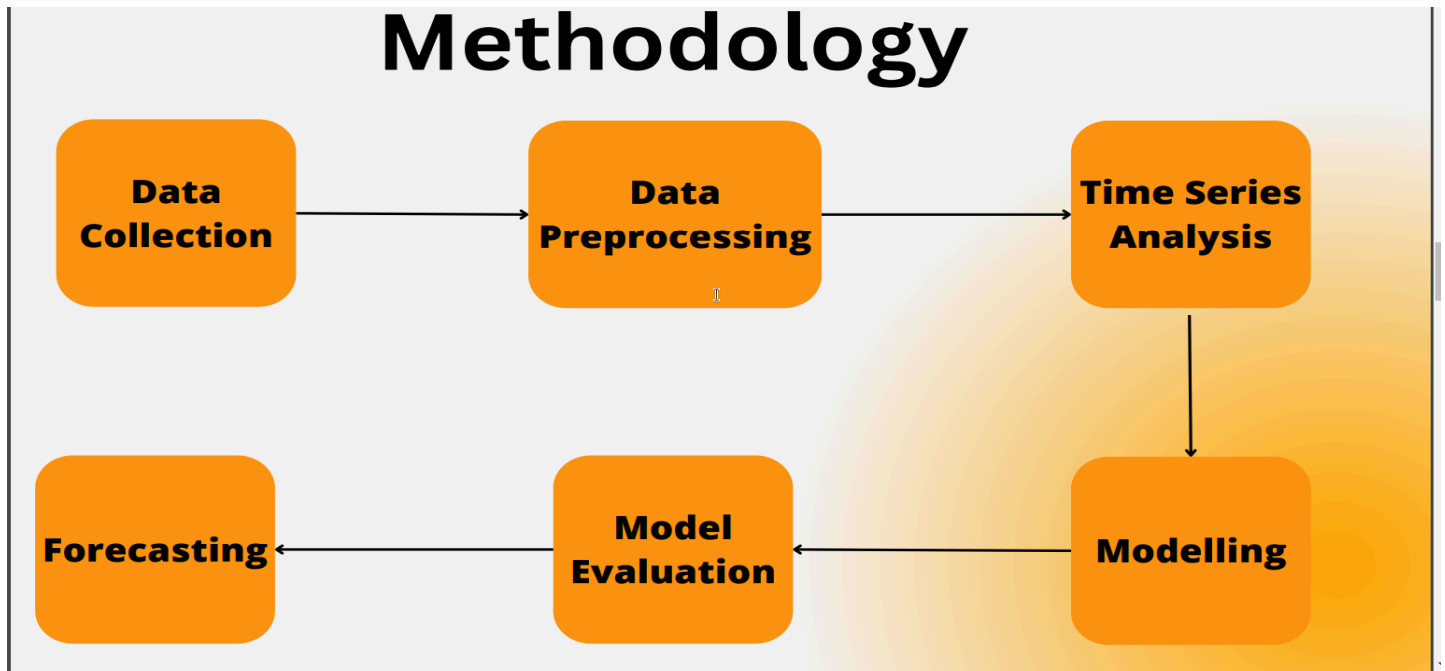 Methodology
Data
Collection
Data
Preprocessing
Time Series
Analysis
Modelling
Model
Evaluation
Forecasting